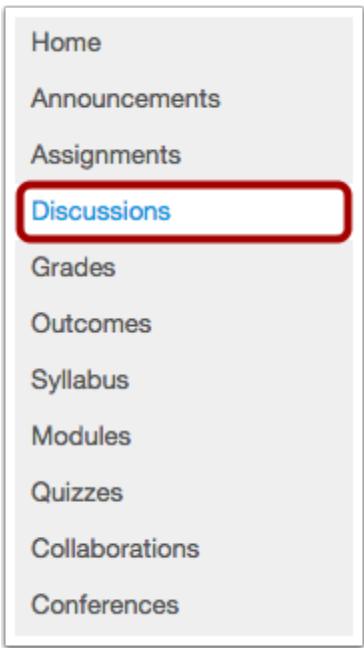 Home
Announcements
Assignments
Discussions
Grades
Outcomes
Syllabus
Modules
Quizzes
Collaborations
Conferences